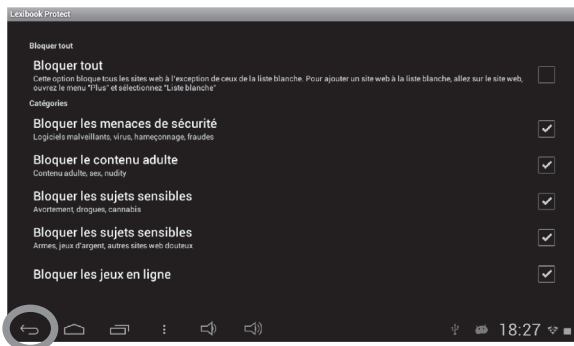 Lexibook Protect
Bloquer tout
Bloquer tout
Cette option bloque tous les sites web à l'exception de ceux de la liste blanche. Pour ajouter un site web à la liste blanche, allez sur le site web,
ouvrez le menu "Plus" et sélectionnez "Liste blanche"
Catégories
Bloquer les menaces de sécurité
Logiciels malveillants, virus, hameçonnage, fraudes
Bloquer le contenu adulte
Contenu adulte, sex, nudity
Bloquer les sujets sensibles
Avortement, drogues, cannabis
Bloquer les sujets sensibles
Armes, jeux d'argent, autres sites web douteux
Bloquer les jeux en ligne
18:27